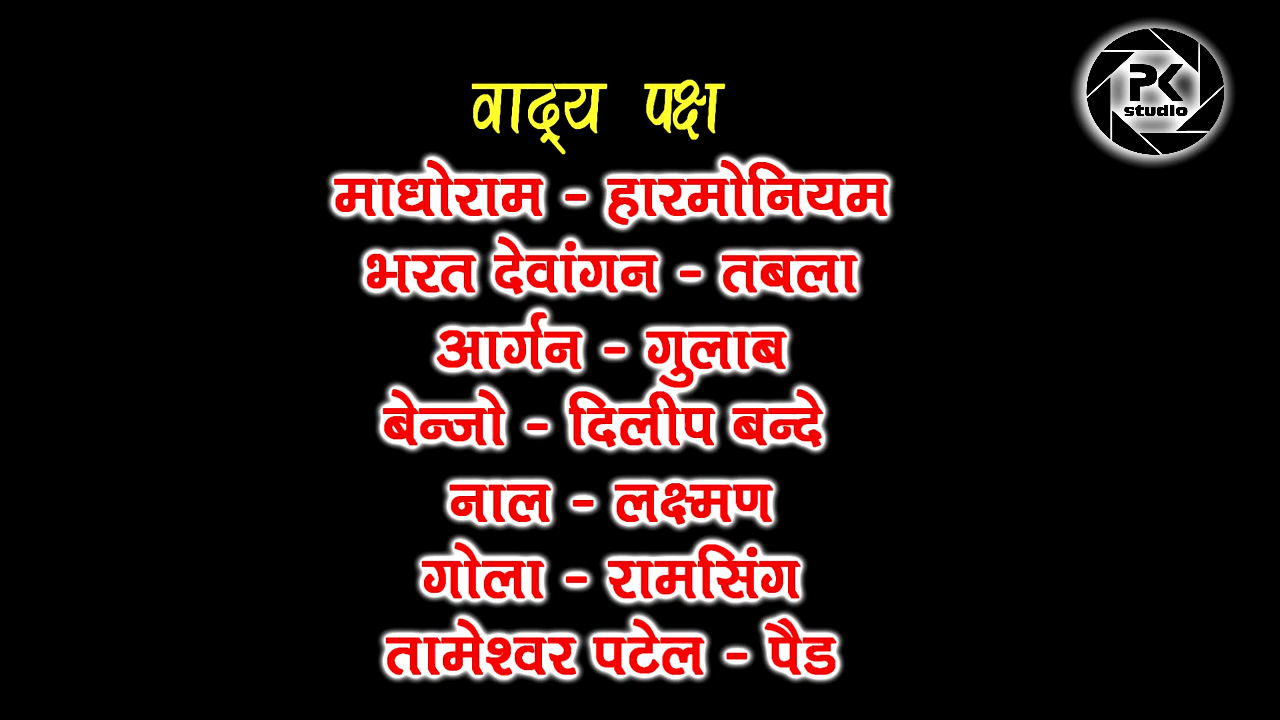 वाद्य पक्ष
PK
studio
माधोराम - हारमोनियम
भरत देवांगन - तबला
आर्गन - गुलाब
बेन्जो - दिलीप बन्दे
नाल - लक्ष्मण
गोला - रामसिंग
तामेश्वर पटेल - पैड